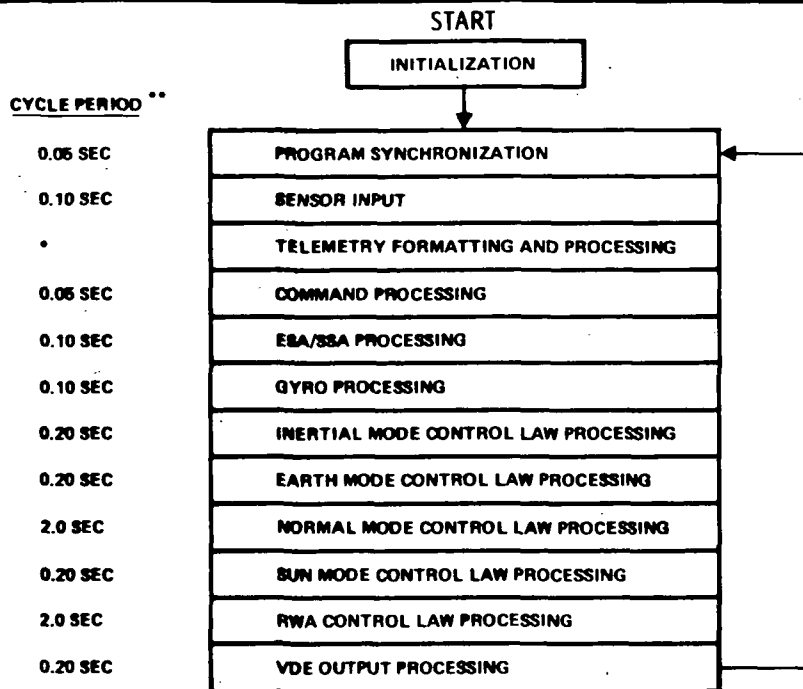 START
INITIALIZATION
CYCLE PERIOD **
0.05 SEC PROGRAM SYNCHRONIZATION
0.10 SEC SENSOR INPUT
* TELEMETRY FORMATTING AND PROCESSING
0.05 SEC COMMAND PROCESSING
0.10 SEC ESA/SSA PROCESSING
0.10 SEC GYRO PROCESSING
0.20 SEC INERTIAL MODE CONTROL LAW PROCESSING
0.20 SEC EARTH MODE CONTROL LAW PROCESSING
2.0 SEC NORMAL MODE CONTROL LAW PROCESSING
0.20 SEC SUN MODE CONTROL LAW PROCESSING
2.0 SEC RWA CONTROL LAW PROCESSING
0.20 SEC VDE OUTPUT PROCESSING